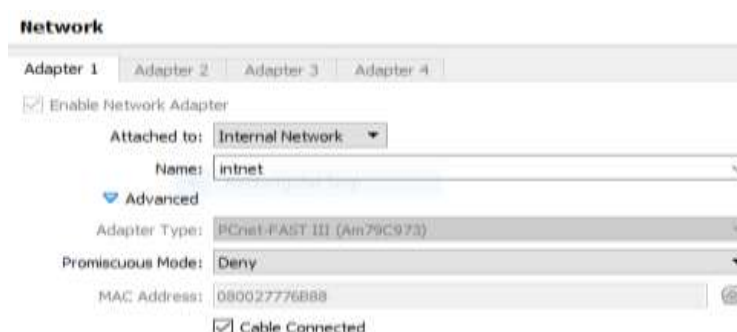 Network
Adapter 1 Adapter 2 Adapter 3 Adapter 4
Enable Network Adapter
Attached to: Internal Network
Name: intnet
Advanced
Adapter Type: PCnet-FAST III (Am79C973)
Promiscuous Mode: Deny
MAC Address: 080027776B88
Cable Connected